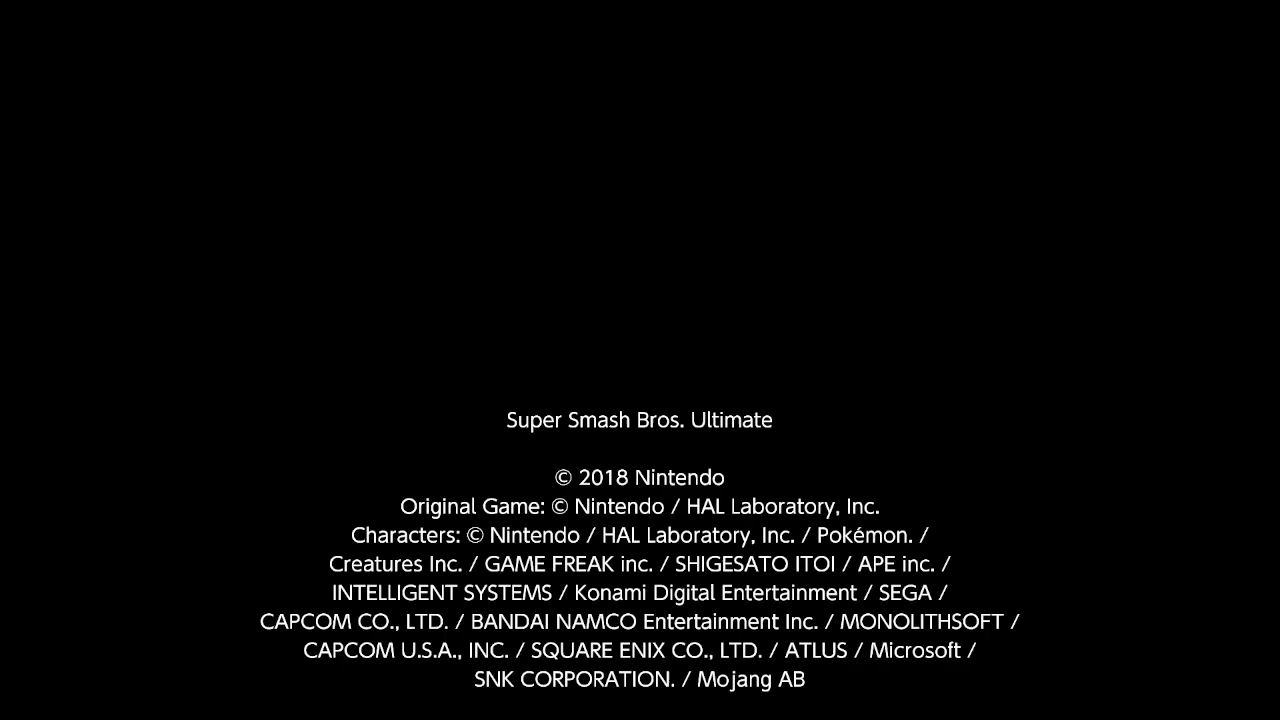 Super Smash Bros. Ultimate
© 2018 Nintendo
Original Game: © Nintendo / HAL Laboratory, Inc.
Characters: © Nintendo / HAL Laboratory, Inc. / Pokémon. /
Creatures Inc. / GAME FREAK inc. / SHIGESATO ITOI / APE inc. /
INTELLIGENT SYSTEMS / Konami Digital Entertainment / SEGA /
CAPCOM CO., LTD. / BANDAI NAMCO Entertainment Inc. / MONOLITHSOFT /
CAPCOM U.S.A., INC. / SQUARE ENIX CO., LTD. / ATLUS / Microsoft /
SNK CORPORATION. / Mojang AB